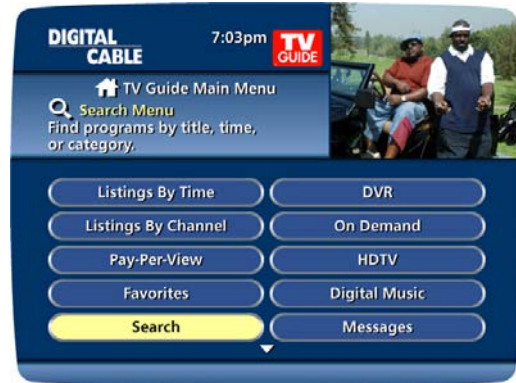 DIGITAL
CABLE
7:03pm
TV
GUIDE
TV Guide Main Menu
Search Menu
Find programs by title, time,
or category.
Listings By Time
DVR
Listings By Channel
On Demand
Pay-Per-View
HDTV
Favorites
Digital Music
Search
Messages